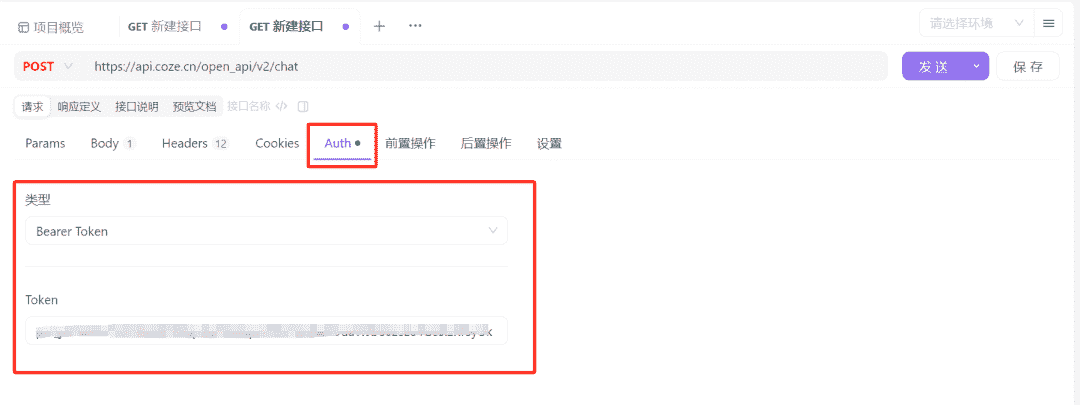 项目概览 GET 新建接口 GET 新建接口 请选择环境
POST https://api.coze.cn/open_api/v2/chat 发送 保存
请求 响应定义 接口说明 预览文档 接口名称
Params Body 1 Headers 12 Cookies Auth 前置操作 后置操作 设置
类型
Bearer Token
Token